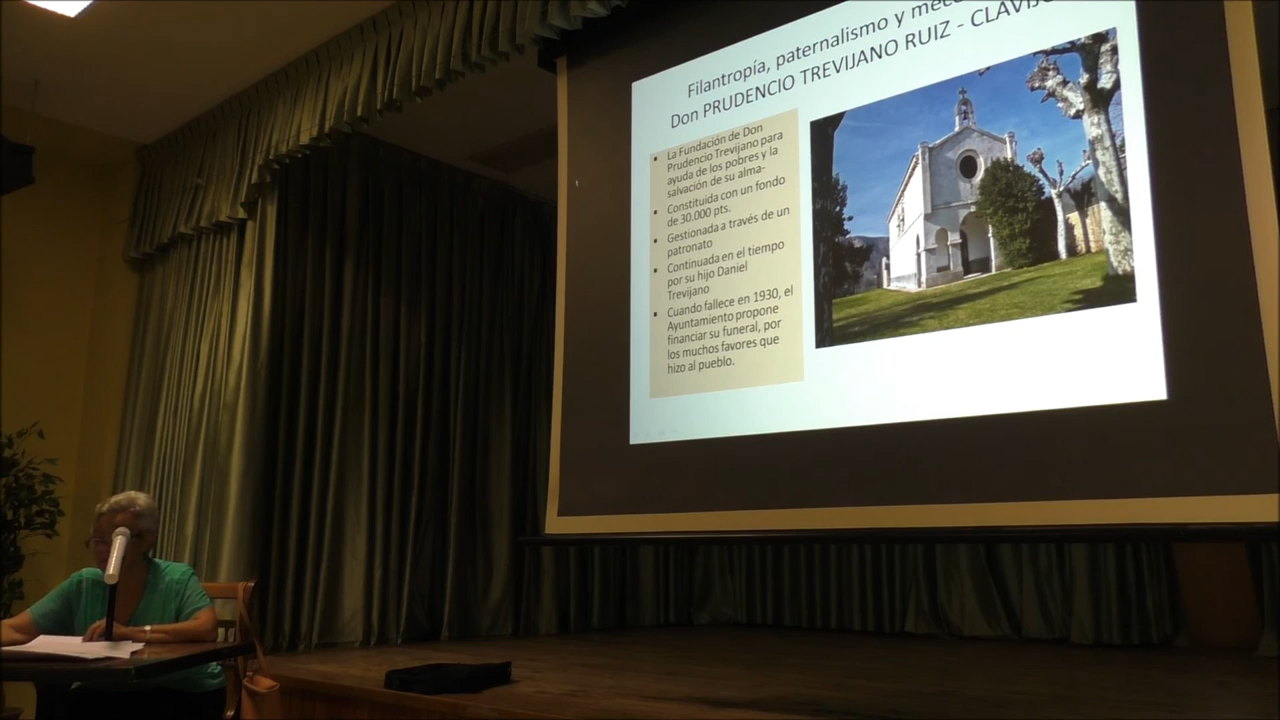 Filantropía, paternalismo y
Don PRUDENCIO TREVIJANO RUIZ - CLAVIJO
▪ La Fundación de Don
Prudencio Trevijano para
ayuda de los pobres y la
salvación de su alma-
▪ Constituida con un fondo
de 30.000 pts.
▪ Gestionada a través de un
patronato
▪ Continuada en el tiempo
por su hijo Daniel
Trevijano
▪ Cuando fallece en 1930, el
Ayuntamiento propone
financiar su funeral, por
los muchos favores que
hizo al pueblo.